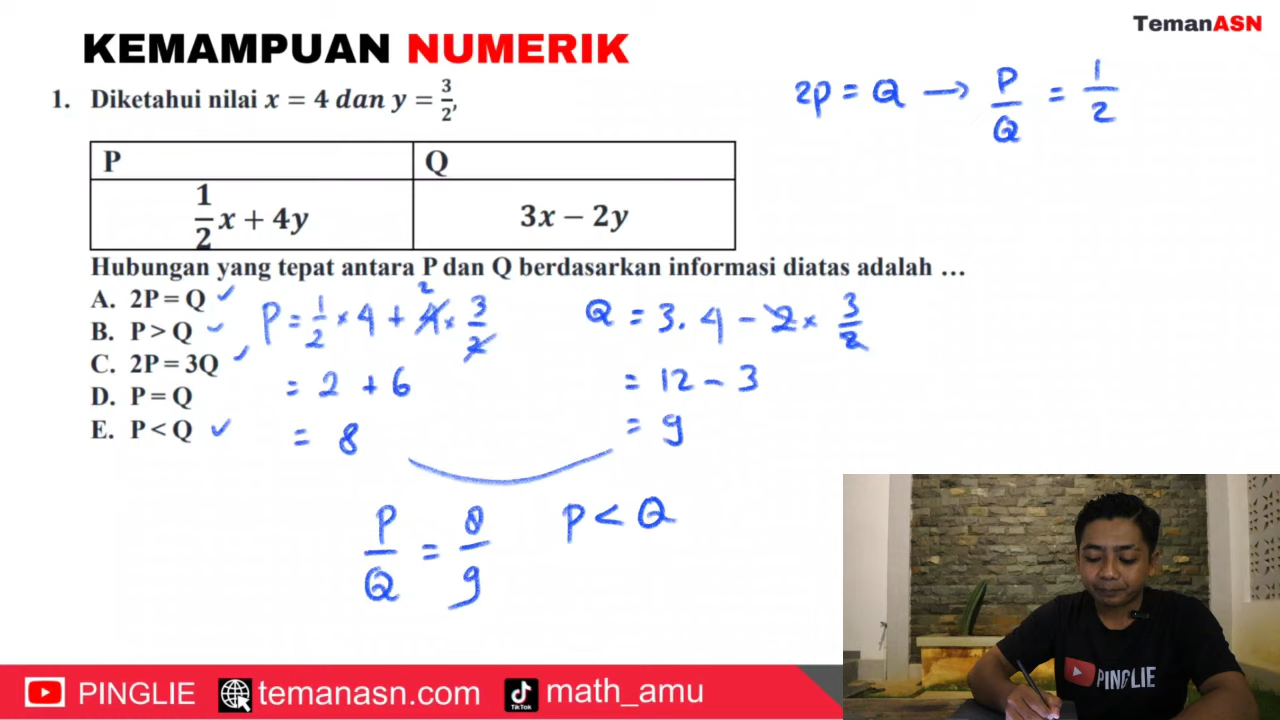 TemanASN
KEMAMPUAN NUMERIK
1. Diketahui nilai x = 4 dan y = 3/2,
2P = Q → P/Q = 1/2
P
Q
1/2 x + 4y
3x − 2y
Hubungan yang tepat antara P dan Q berdasarkan informasi diatas adalah …
A. 2P = Q ✓
B. P > Q ✓
C. 2P = 3Q ✓
D. P = Q
E. P < Q ✓
P = 1/2 × 4 + 4 × 3/2
2
= 2 + 6
= 8
Q = 3. 4 − 2 × 3/2
= 12 − 3
= 9
P/Q = 8/9
P < Q
PINGLIE
PINGLIE
temanasn.com
TikTok
math_amu